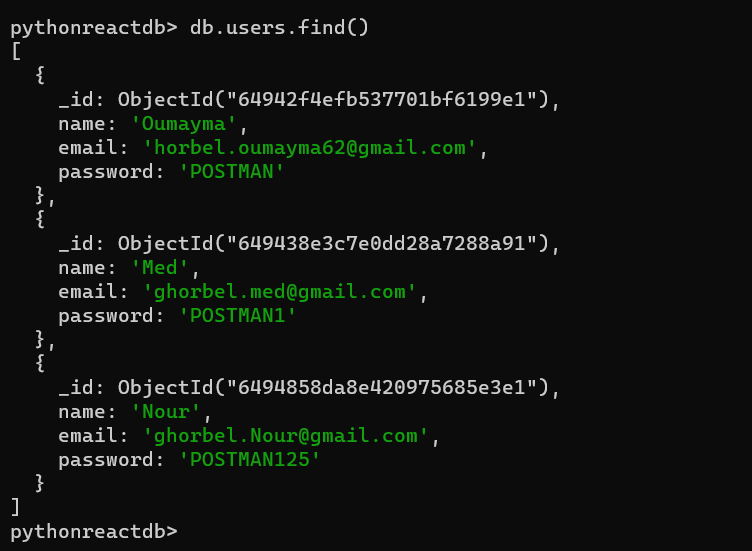 pythonreactdb> db.users.find()
[
  {
    _id: ObjectId("64942f4efb537701bf6199e1"),
    name: 'Oumayma',
    email: 'horbel.oumayma62@gmail.com',
    password: 'POSTMAN'
  },
  {
    _id: ObjectId("649438e3c7e0dd28a7288a91"),
    name: 'Med',
    email: 'ghorbel.med@gmail.com',
    password: 'POSTMAN1'
  },
  {
    _id: ObjectId("6494858da8e420975685e3e1"),
    name: 'Nour',
    email: 'ghorbel.Nour@gmail.com',
    password: 'POSTMAN125'
  }
]
pythonreactdb>